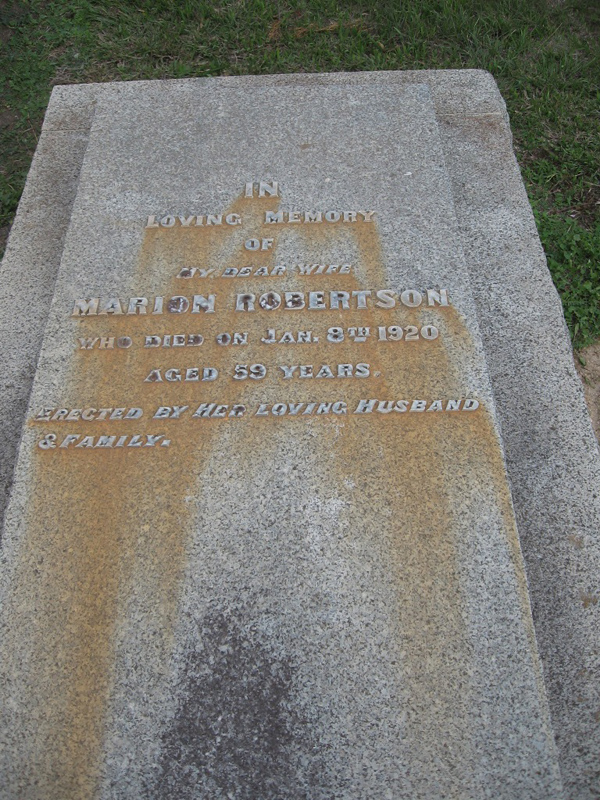 IN
LOVING MEMORY
OF
MY DEAR WIFE
MARION ROBERTSON
WHO DIED ON JAN. 8TH 1920
AGED 59 YEARS.
ERECTED BY HER LOVING HUSBAND
& FAMILY.